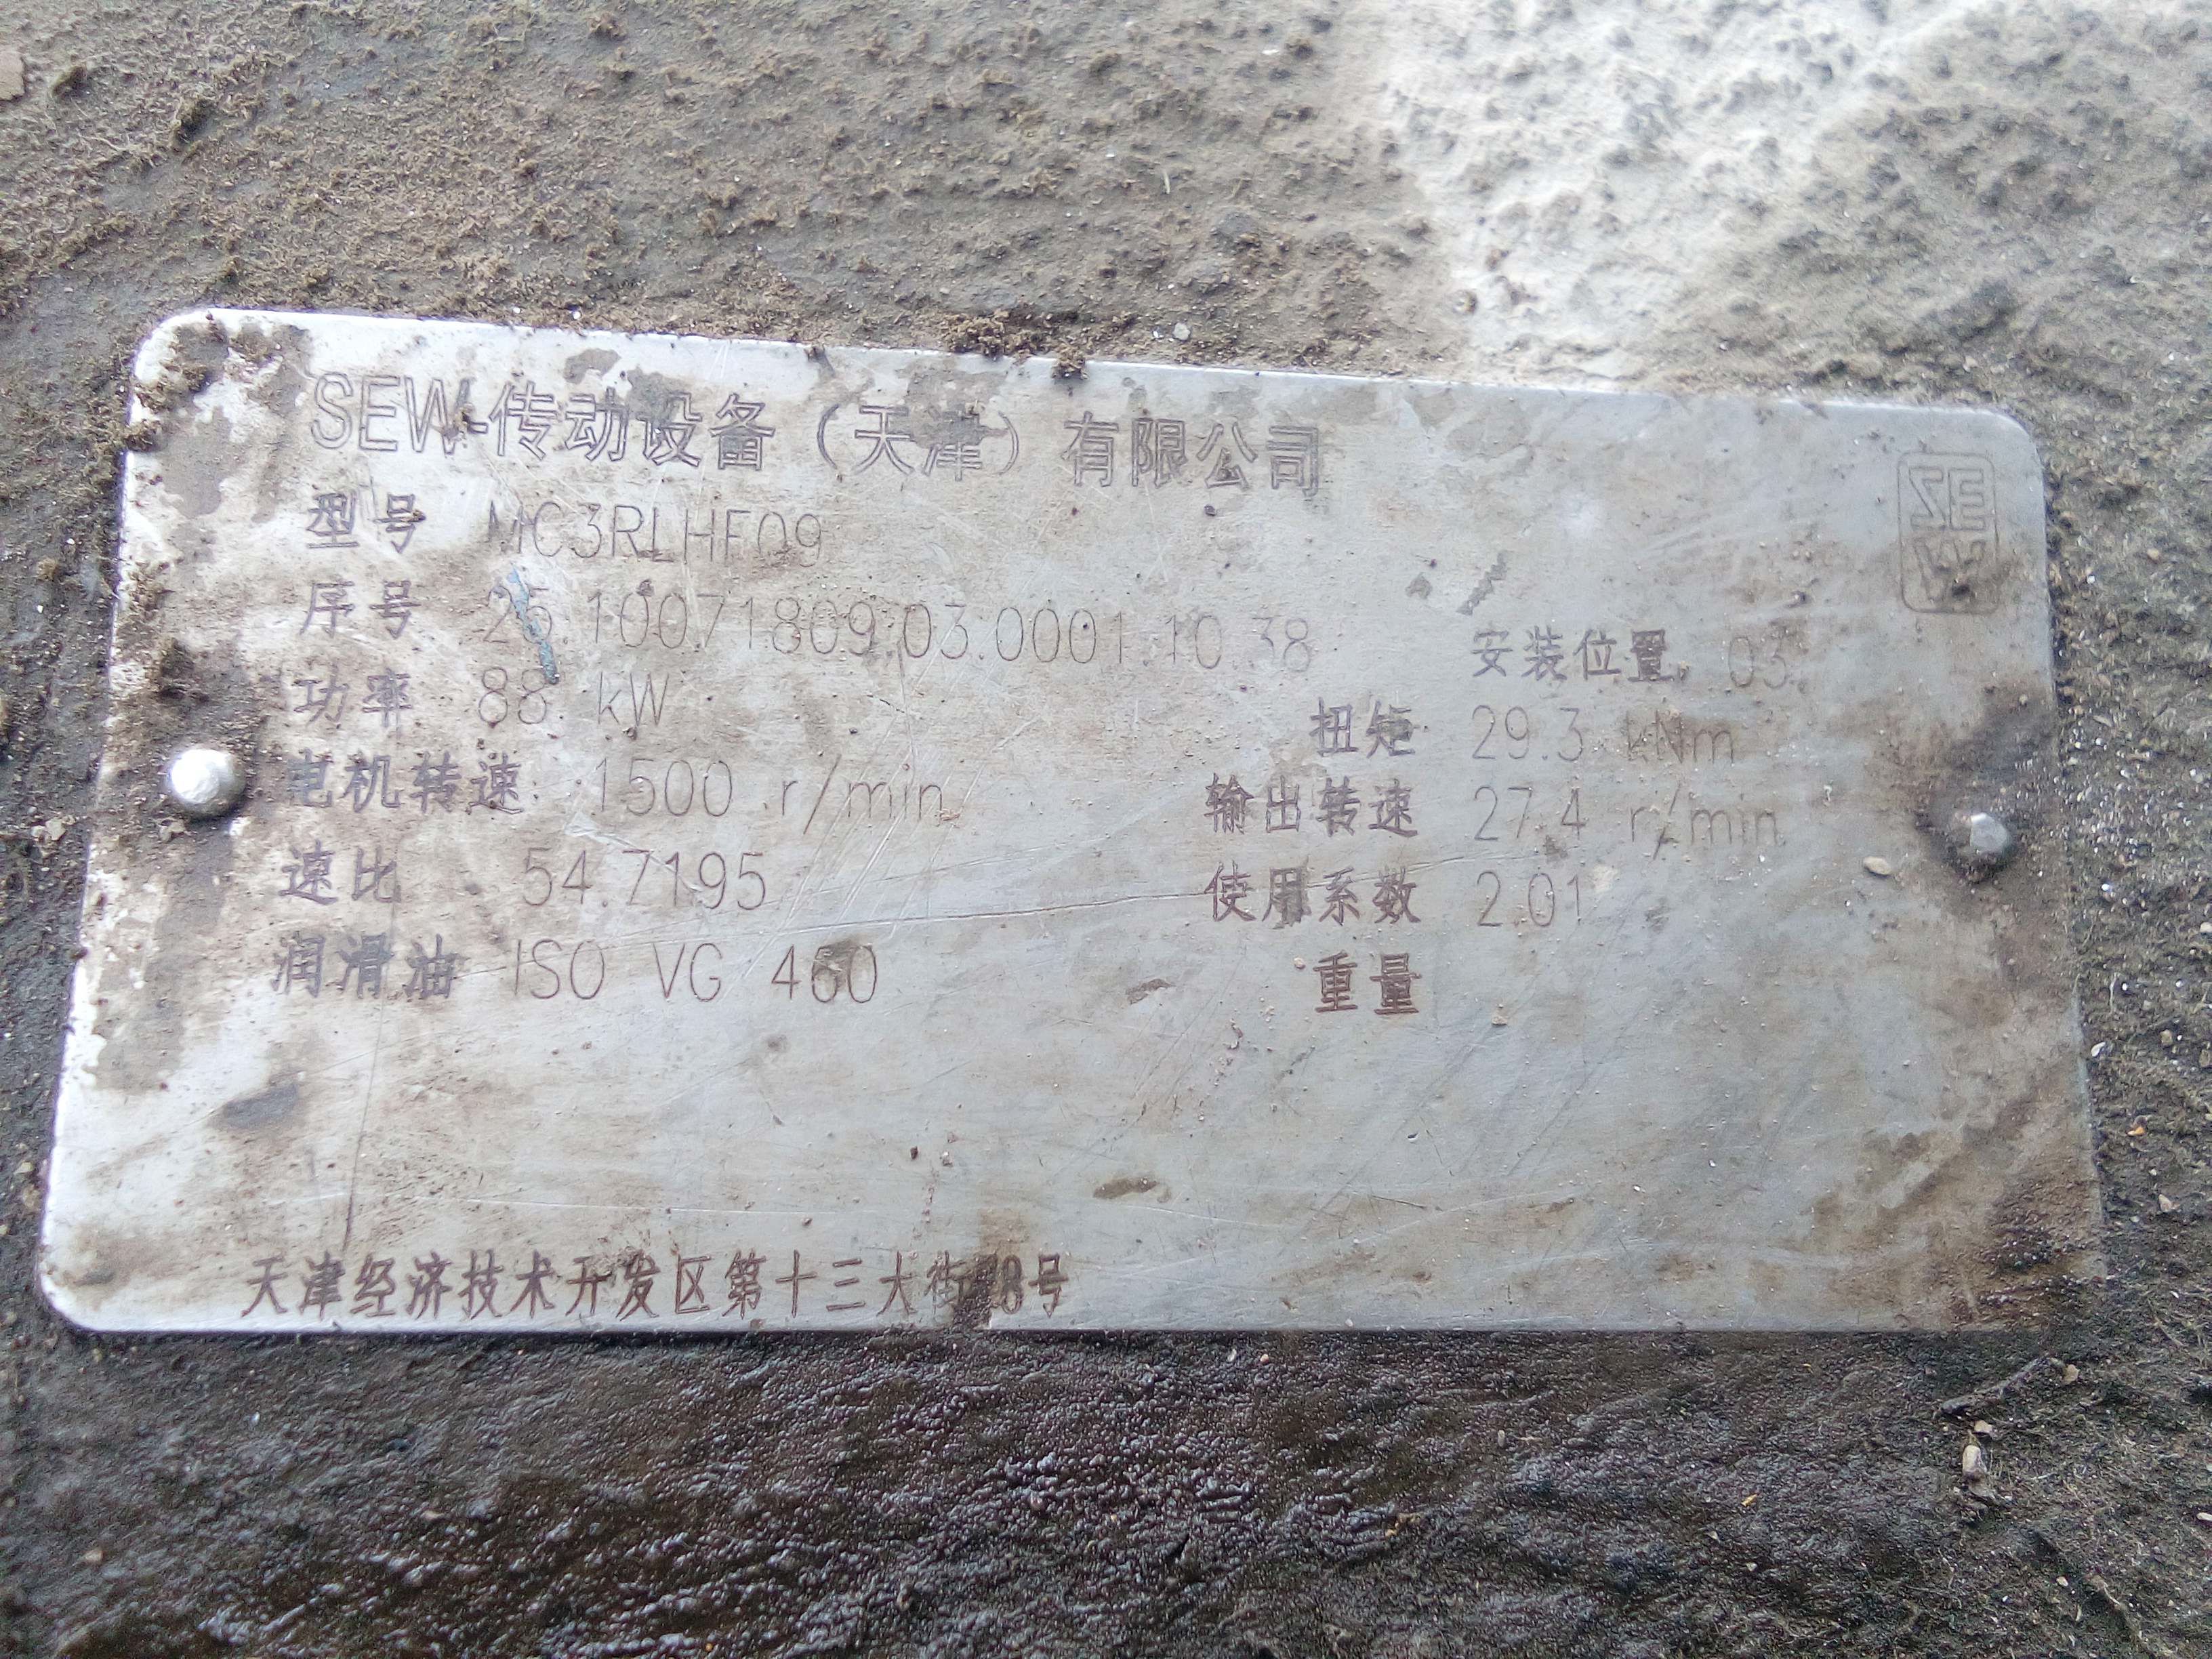 SEW-传动设备（天津）有限公司
SEW
型号 MC3RLHF09
序号 25.10071809.03.0001.10.38 安装位置. 03
功率 88 kW 扭矩 29.3 kNm
电机转速: 1500 r/min 输出转速 27.4 r/min
速比 54.7195 使用系数 2.01
润滑油 ISO VG 460 重量
天津经济技术开发区第十三大街 号